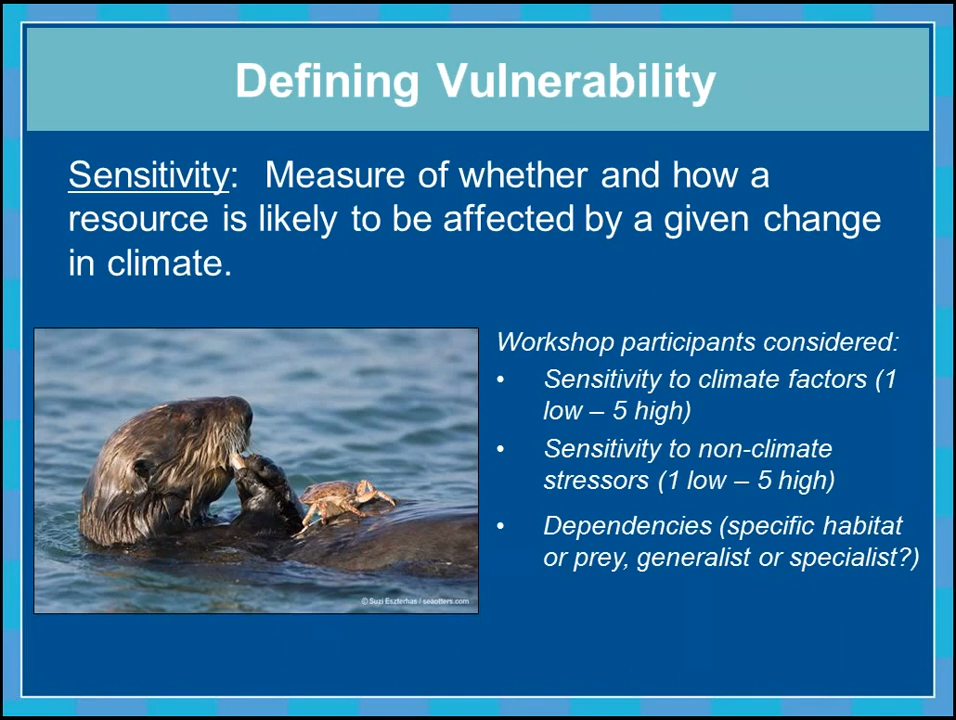 Defining Vulnerability
Sensitivity: Measure of whether and how a
resource is likely to be affected by a given change
in climate.
Workshop participants considered:
• Sensitivity to climate factors (1
low – 5 high)
• Sensitivity to non-climate
stressors (1 low – 5 high)
• Dependencies (specific habitat
or prey, generalist or specialist?)
© Suzi Eszterhas / seaotters.com